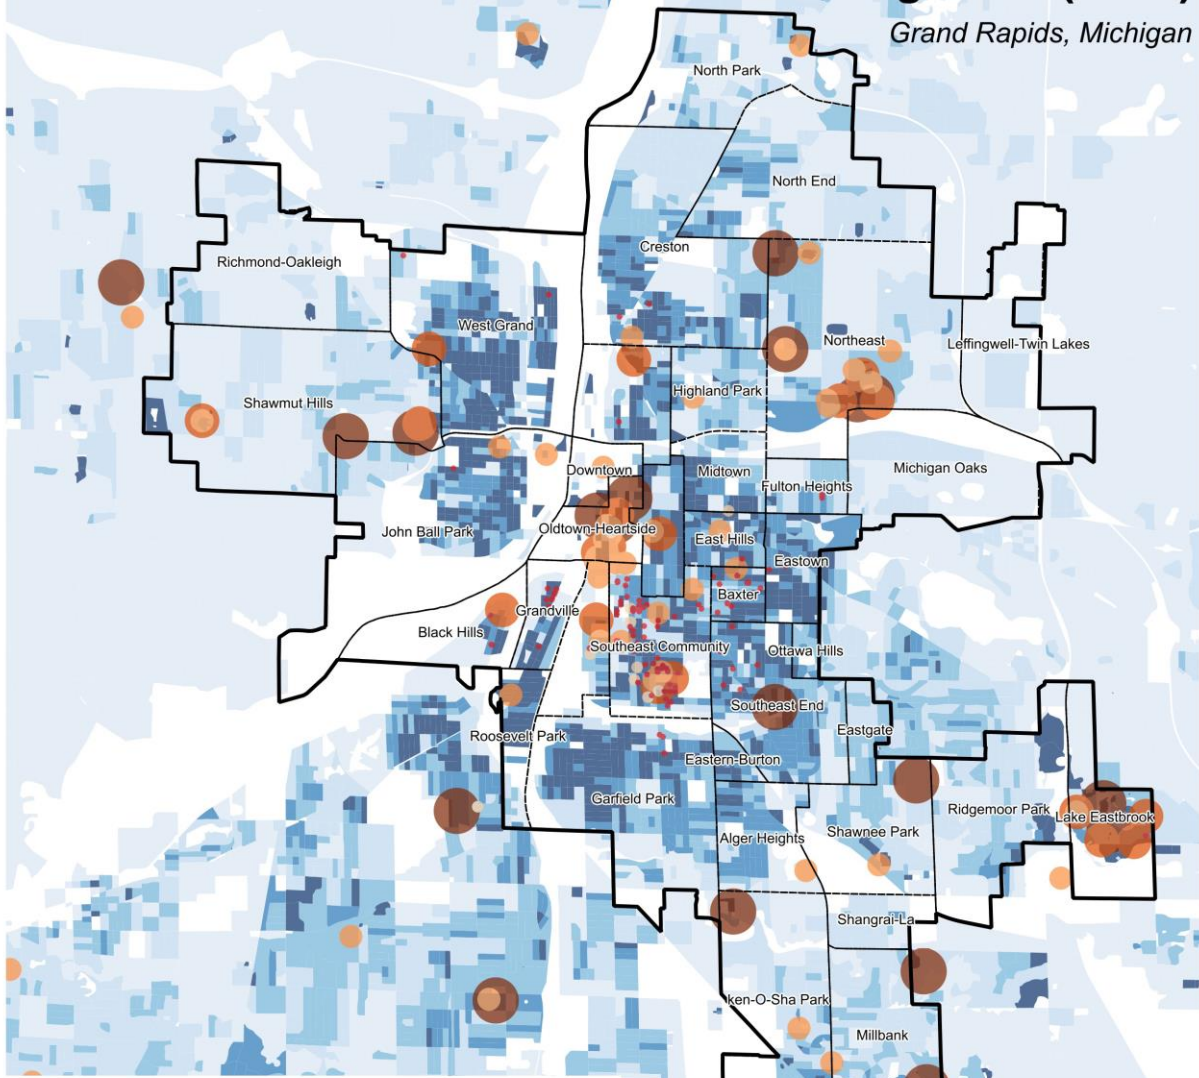 Grand Rapids, Michigan
North Park
North End
Creston
Richmond-Oakleigh
West Grand
Northeast
Leffingwell-Twin Lakes
Highland Park
Shawmut Hills
Downtown
Midtown
Michigan Oaks
Fulton Heights
John Ball Park
Oldtown-Heartside
East Hills
Eastown
Baxter
Grandville
Black Hills
Southeast Community
Ottawa Hills
Southeast End
Roosevelt Park
Eastgate
Eastern-Burton
Garfield Park
Ridgemoor Park
Lake Eastbrook
Alger Heights
Shawnee Park
Shangrai-La
ken-O-Sha Park
Millbank